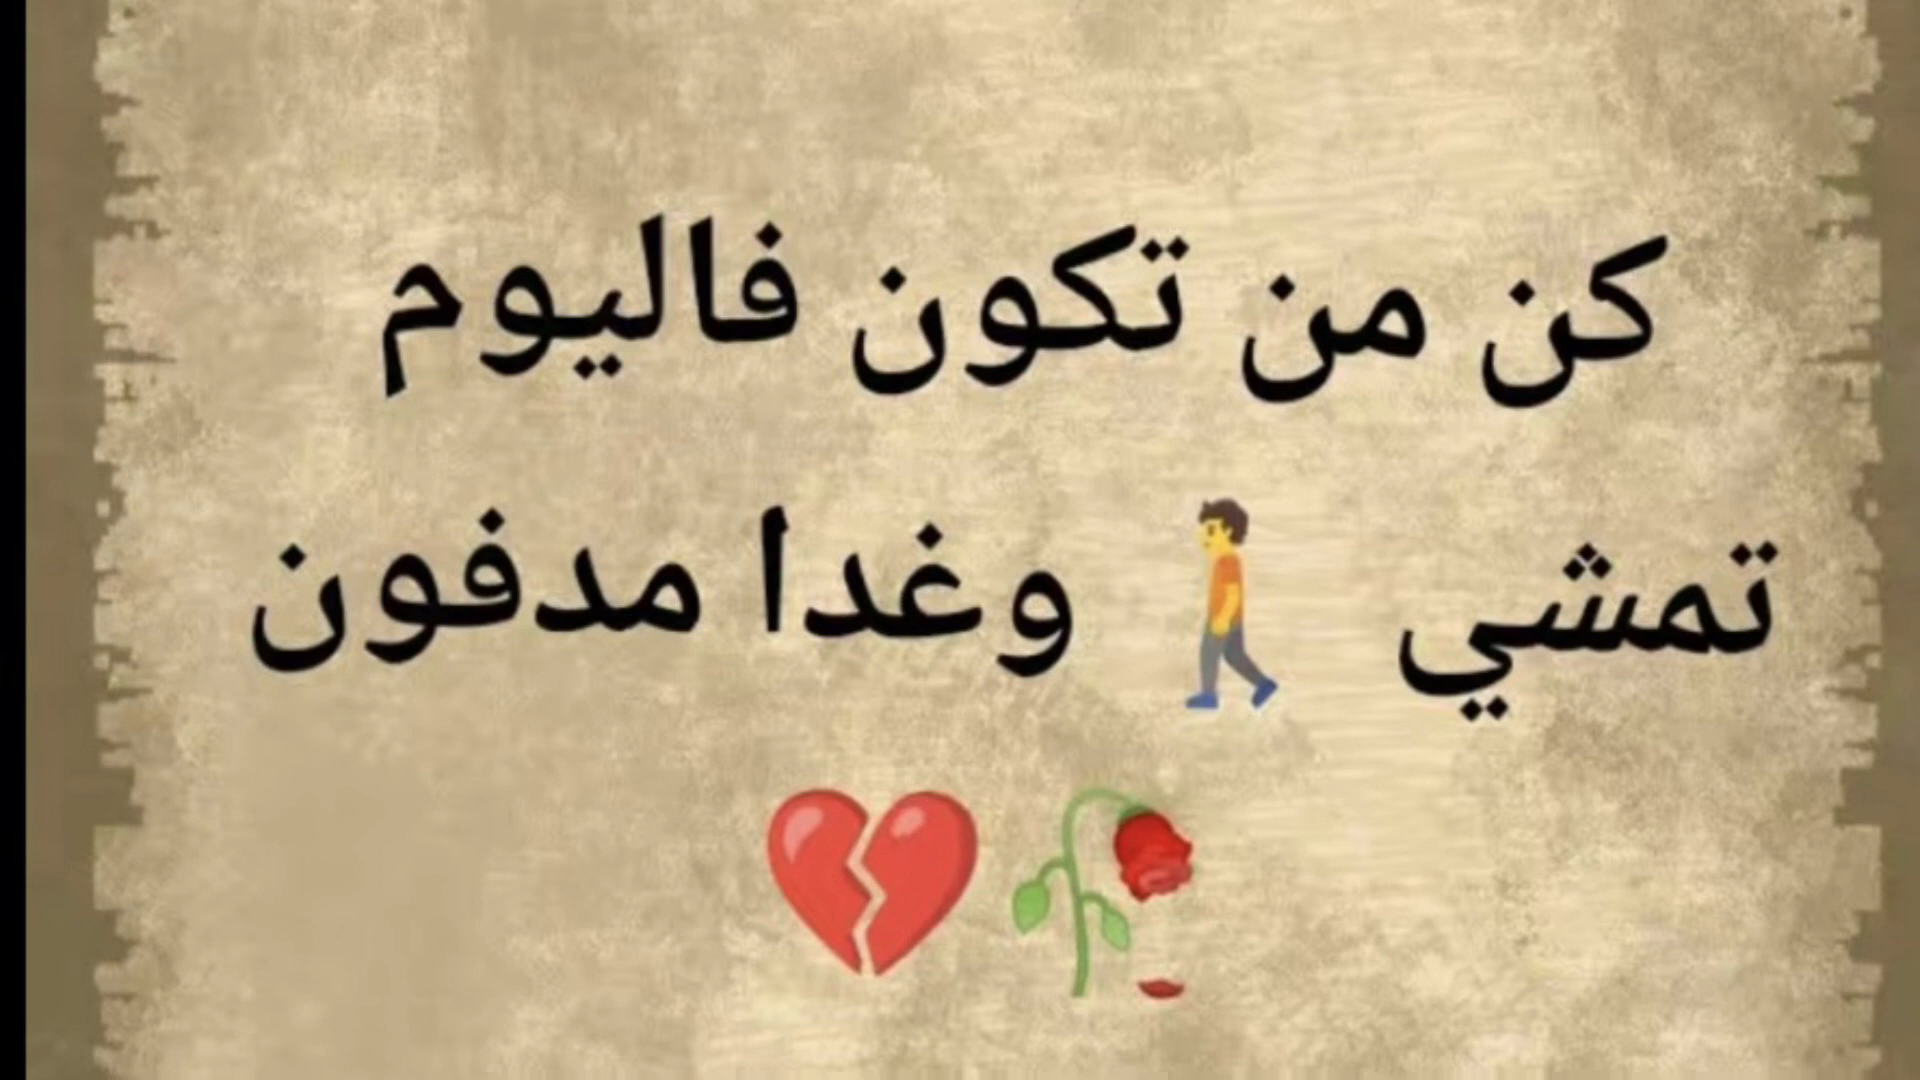 كن من تكون فاليوم
تمشي 🚶 وغدا مدفون
🥀💔